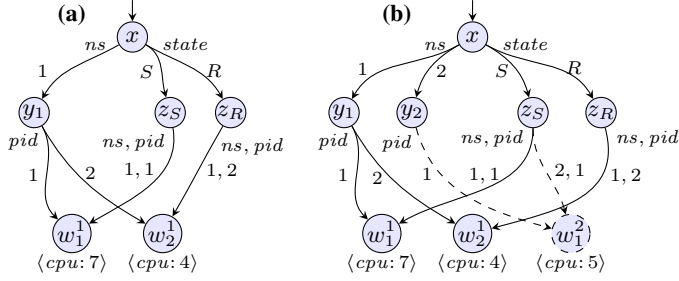 (a)
x
ns
state
1
S
R
y1
zS
zR
pid
ns, pid
ns, pid
1
2
1, 1
1, 2
w11
w21
⟨cpu: 7⟩
⟨cpu: 4⟩
(b)
x
ns
state
1
2
S
R
y1
y2
zS
zR
pid
pid
ns, pid
ns, pid
1
2
1
1, 1
2, 1
1, 2
w11
w21
w12
⟨cpu: 7⟩
⟨cpu: 4⟩
⟨cpu: 5⟩